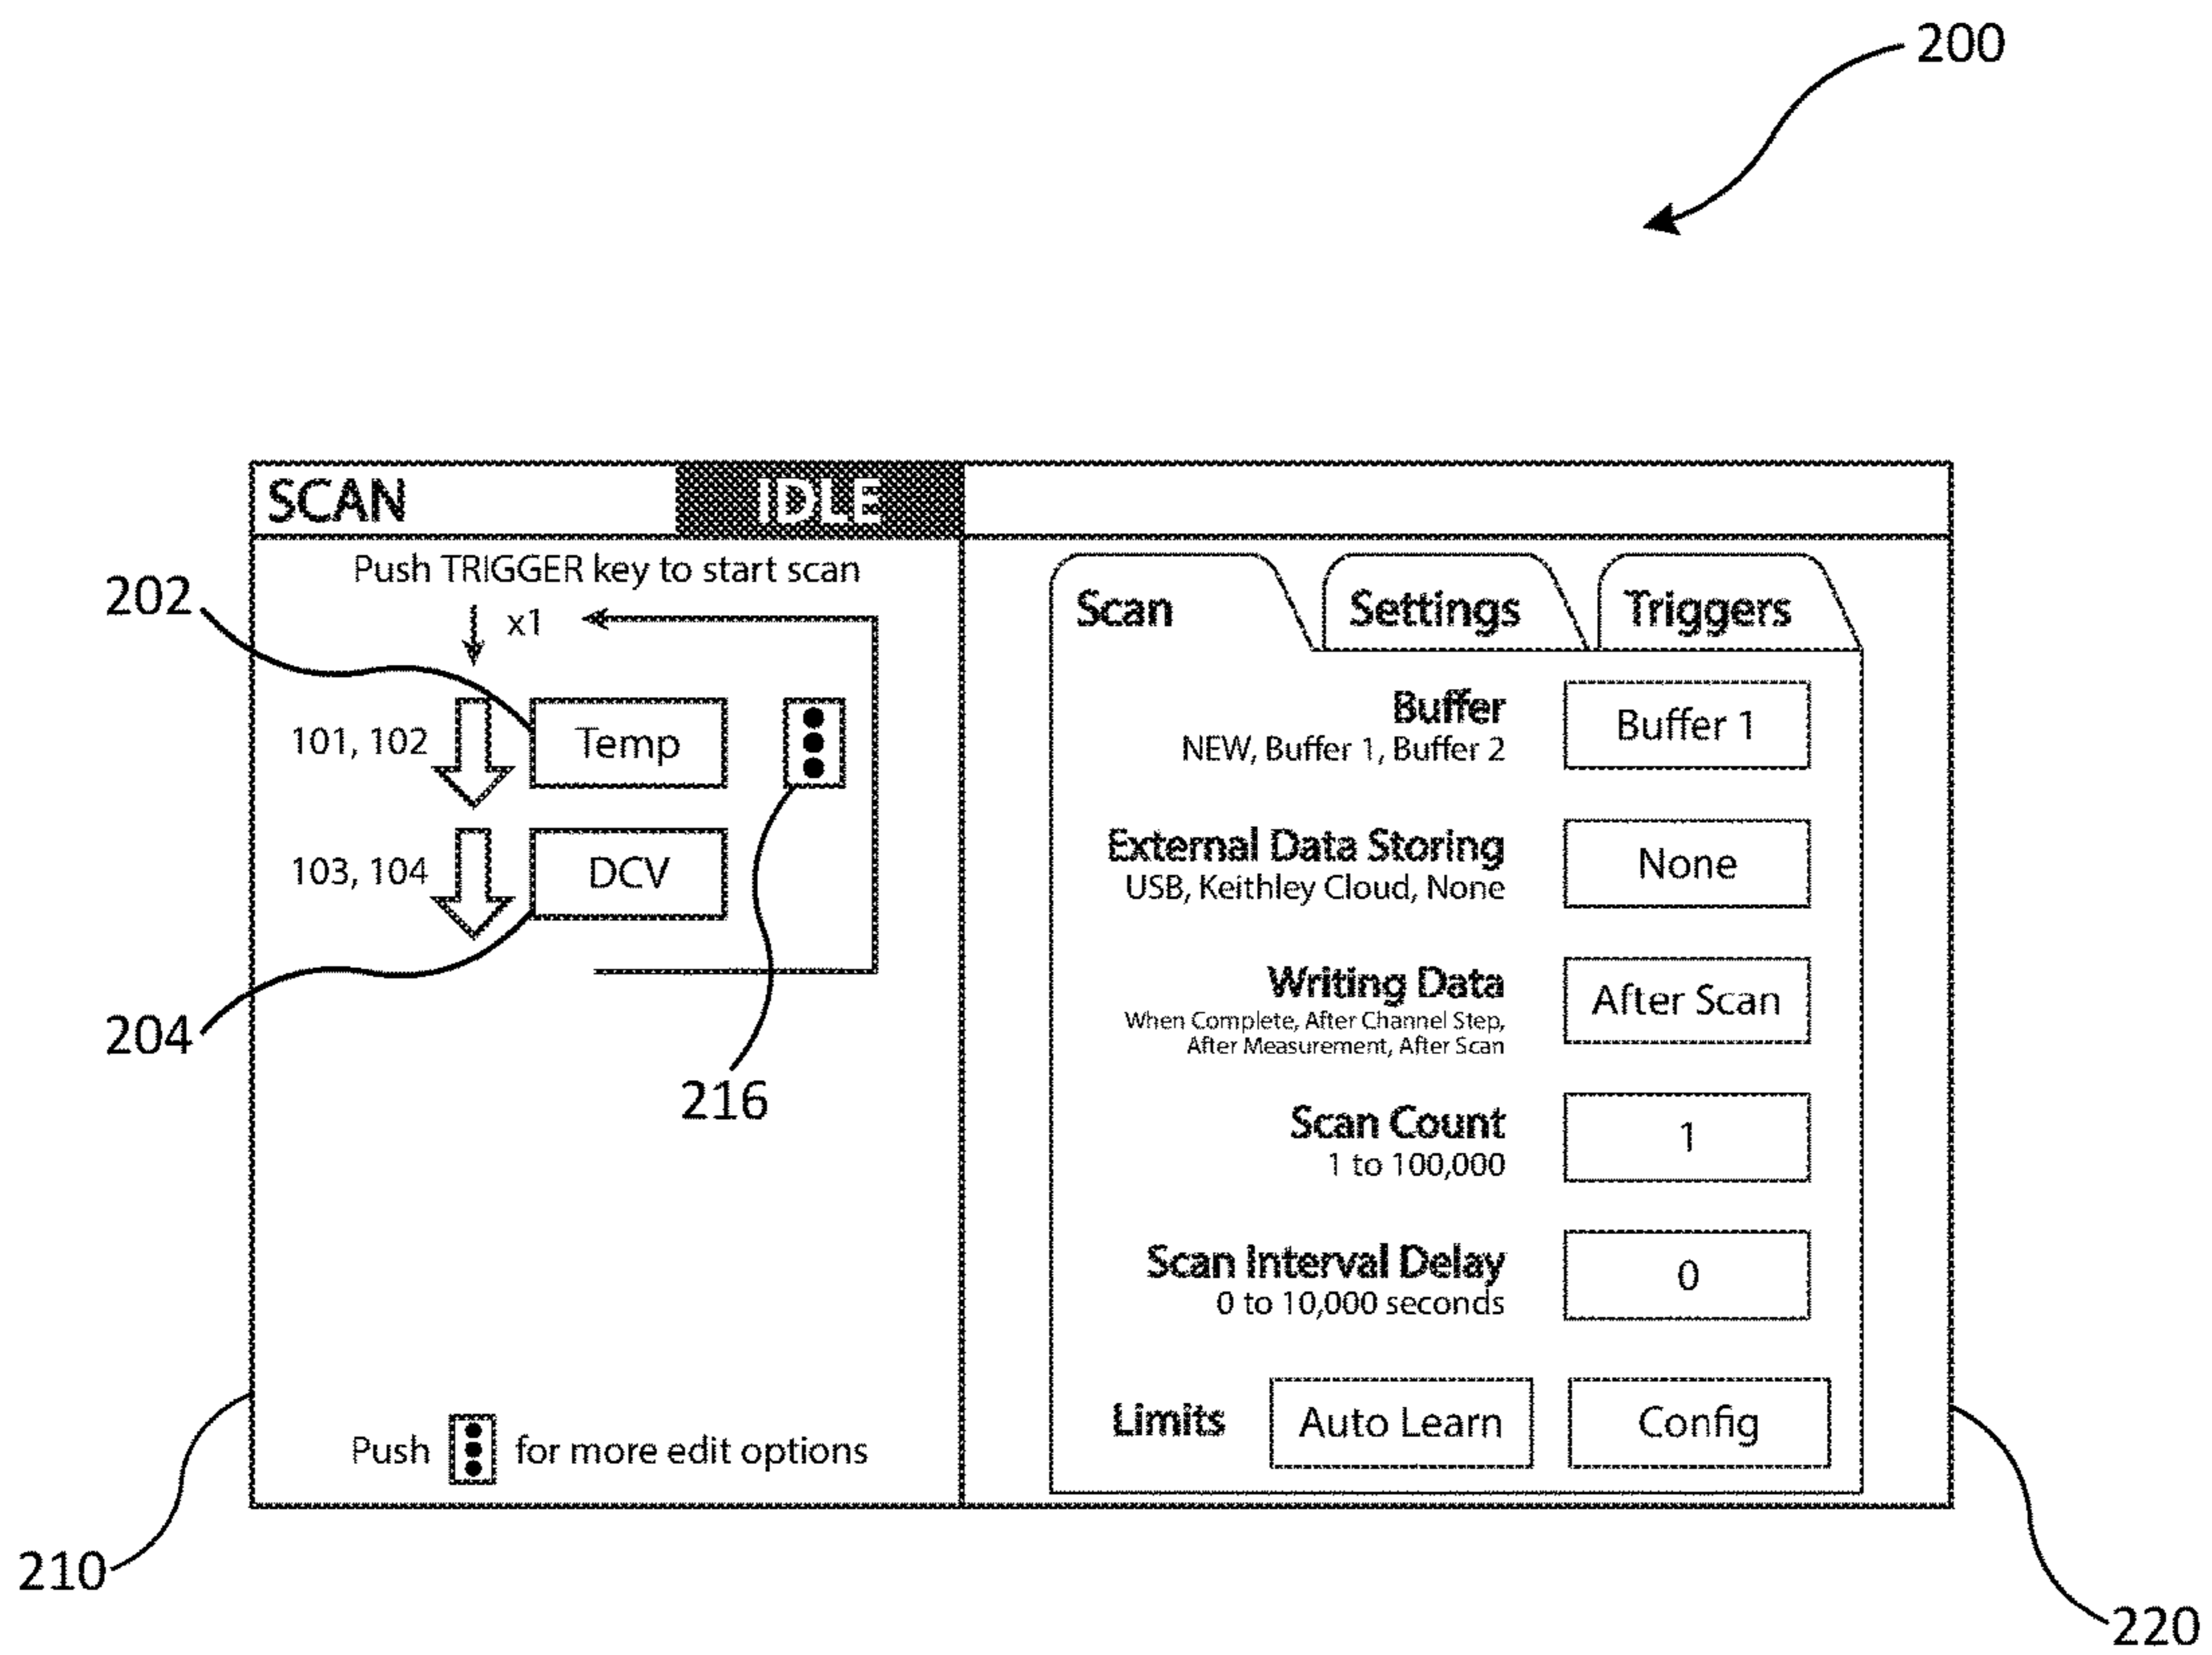 200
SCAN IDLE
Push TRIGGER key to start scan
x1
202
101, 102 Temp
103, 104 DCV
204
216
Push for more edit options
210
Scan Settings Triggers
Buffer Buffer 1
NEW, Buffer 1, Buffer 2
External Data Storing None
USB, Keithley Cloud, None
Writing Data After Scan
When Complete, After Channel Step,
After Measurement, After Scan
Scan Count 1
1 to 100,000
Scan Interval Delay 0
0 to 10,000 seconds
Limits Auto Learn Config
220